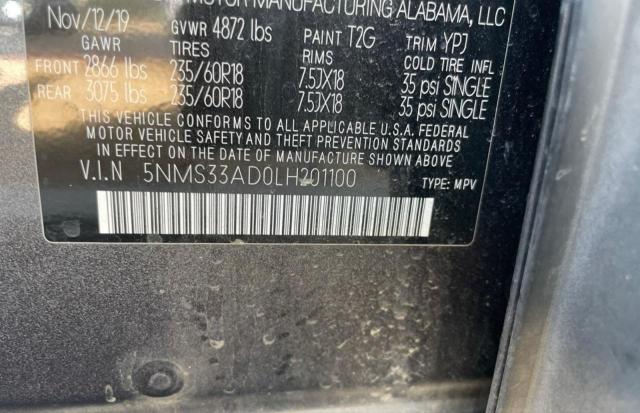 MOTOR MANUFACTURING ALABAMA, LLC
Nov/12/19 GVWR 4872 lbs PAINT T2G TRIM YPJ
GAWR TIRES RIMS COLD TIRE INFL
FRONT 2866 lbs 235/60R18 7.5JX18 35 psi SINGLE
REAR 3075 lbs 235/60R18 7.5JX18 35 psi SINGLE
THIS VEHICLE CONFORMS TO ALL APPLICABLE U.S.A. FEDERAL
MOTOR VEHICLE SAFETY AND THEFT PREVENTION STANDARDS
IN EFFECT ON THE DATE OF MANUFACTURE SHOWN ABOVE.
V.I.N 5NMS33AD0LH201100 TYPE: MPV